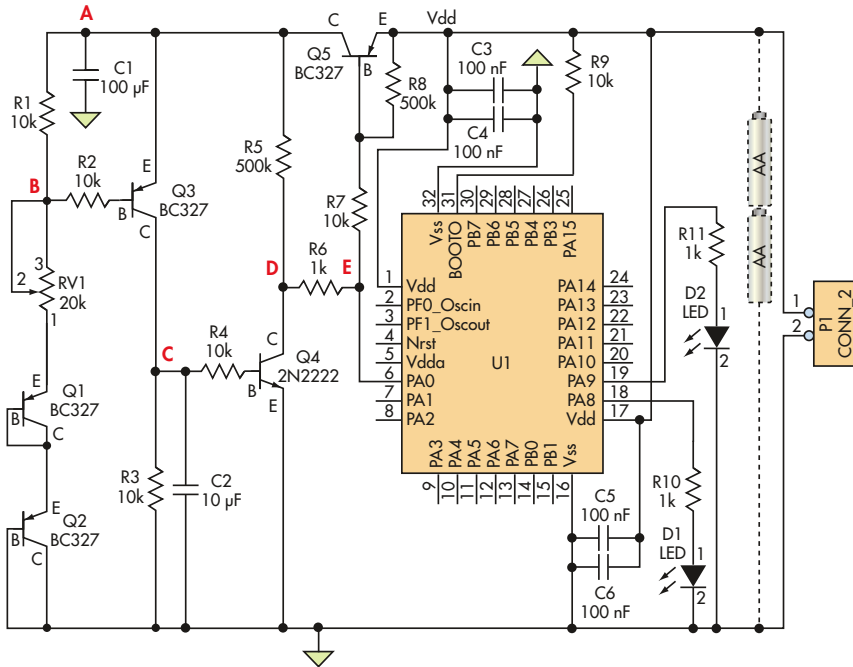 A
C
E
Vdd
Q5
BC327
B
C1
100 µF
R1
10k
R8
500k
C3
100 nF
C4
100 nF
R9
10k
R5
500k
B
R2
10k
E
B
C
Q3
BC327
R7
10k
3
2
RV1
20k
1
D
R6
1k
E
32
31
30
29
28
27
26
25
Vss
BOOTO
PB7
PB6
PB5
PB4
PB3
PA15
1
2
3
4
5
6
7
8
Vdd
PF0_Oscin
PF1_Oscout
Nrst
Vdda
PA0
PA1
PA2
U1
PA14
PA13
PA12
PA11
PA10
PA9
PA8
Vdd
24
23
22
21
20
19
18
17
PA3
PA4
PA5
PA6
PA7
PB0
PB1
Vss
9
10
11
12
13
14
15
16
R11
1k
D2
LED
1
2
AA
AA
1
2
P1
CONN_2
C
R4
10k
C
B
E
Q4
2N2222
E
B
C
Q1
BC327
R3
10k
C2
10 µF
E
B
C
Q2
BC327
C5
100 nF
C6
100 nF
R10
1k
D1
LED
1
2